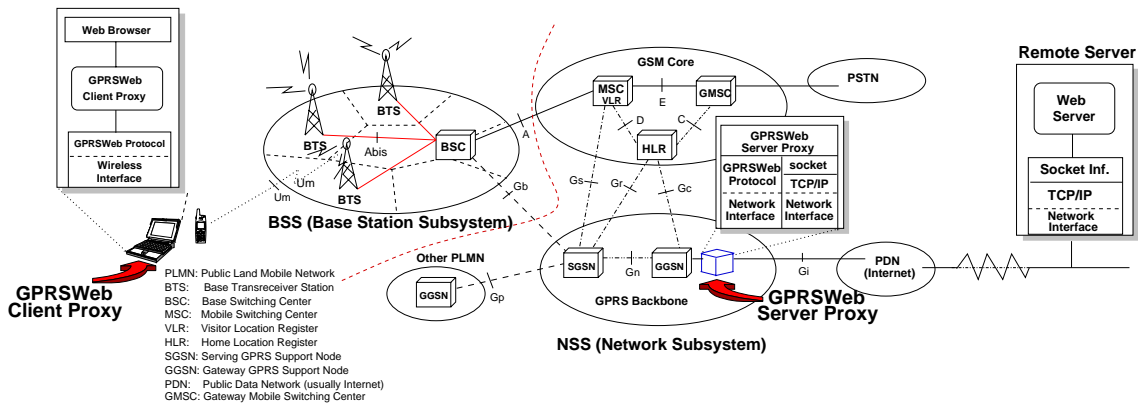 Web Browser
GPRSWeb
Client Proxy
GPRSWeb Protocol
Wireless
Interface
GPRSWeb
Client Proxy
BTS
BTS
BTS
Abis
BSC
Um
Um
BSS (Base Station Subsystem)
A
Gb
GSM Core
MSC
VLR
E
GMSC
D
C
HLR
PSTN
Gs
Gr
Gc
GPRSWeb
Server Proxy
GPRSWeb
Protocol
socket
TCP/IP
Network
Interface
Network
Interface
Remote Server
Web
Server
Socket Inf.
TCP/IP
Network
Interface
Other PLMN
GGSN
Gp
SGSN
Gn
GGSN
Gi
PDN
(Internet)
GPRS Backbone
GPRSWeb
Server Proxy
NSS (Network Subsystem)
PLMN: Public Land Mobile Network
BTS: Base Transreceiver Station
BSC: Base Switching Center
MSC: Mobile Switching Center
VLR: Visitor Location Register
HLR: Home Location Register
SGSN: Serving GPRS Support Node
GGSN: Gateway GPRS Support Node
PDN: Public Data Network (usually Internet)
GMSC: Gateway Mobile Switching Center